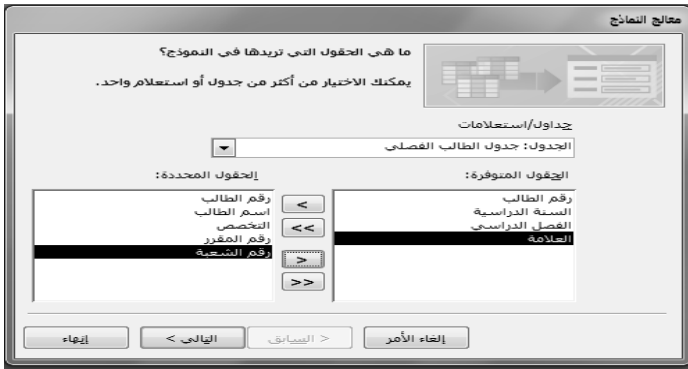 معالج النماذج
ما هي الحقول التي تريدها في النموذج؟
يمكنك الاختيار من أكثر من جدول أو استعلام واحد.
جداول/استعلامات
الجدول: جدول الطالب الفصلي
الحقول المتوفرة:
رقم الطالب
السنة الدراسية
الفصل الدراسي
العلامة
<
<<
>
>>
الحقول المحددة:
رقم الطالب
اسم الطالب
التخصص
رقم المقرر
رقم الشعبة
إلغاء الأمر
< السابق
التالي >
إنهاء